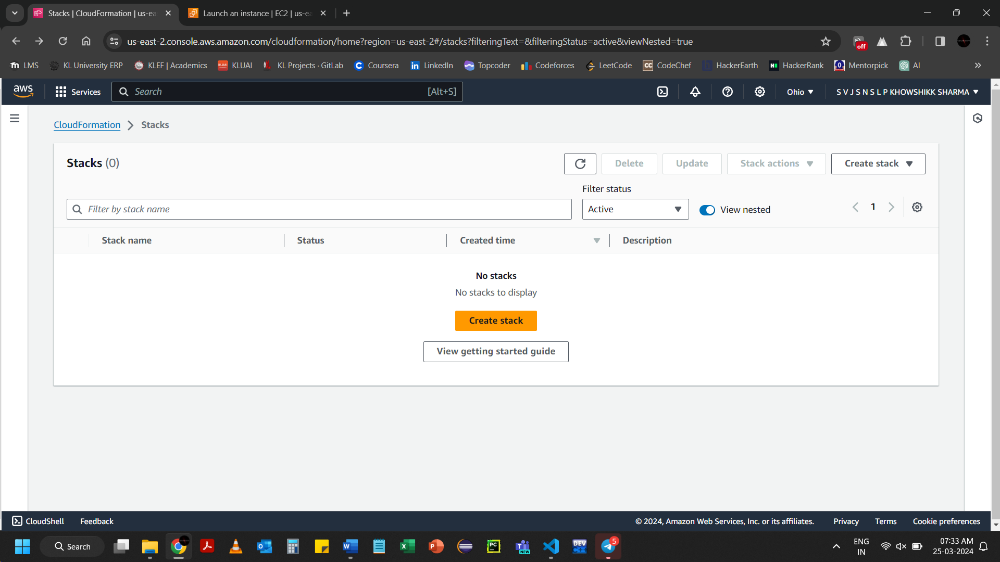 Stacks | CloudFormation | us-ea
Launch an instance | EC2 | us-ea
us-east-2.console.aws.amazon.com/cloudformation/home?region=us-east-2#/stacks?filteringText=&filteringStatus=active&viewNested=true
off
LMS
KL University ERP
KLEF | Academics
KLUAI
KLUAI
KL Projects · GitLab
Coursera
LinkedIn
Topcoder
Codeforces
LeetCode
CodeChef
HackerEarth
HackerRank
Mentorpick
AI
aws
Services
Search
[Alt+S]
Ohio
S V J S N S L P KHOWSHIKK SHARMA
CloudFormation
Stacks
Stacks (0)
Delete
Update
Stack actions
Create stack
Filter status
Filter by stack name
Active
View nested
1
Stack name
Status
Created time
Description
No stacks
No stacks to display
Create stack
View getting started guide
CloudShell
Feedback
© 2024, Amazon Web Services, Inc. or its affiliates.
Privacy
Terms
Cookie preferences
Search
NEW
PC
DEV
5
ENG
IN
07:33 AM
25-03-2024